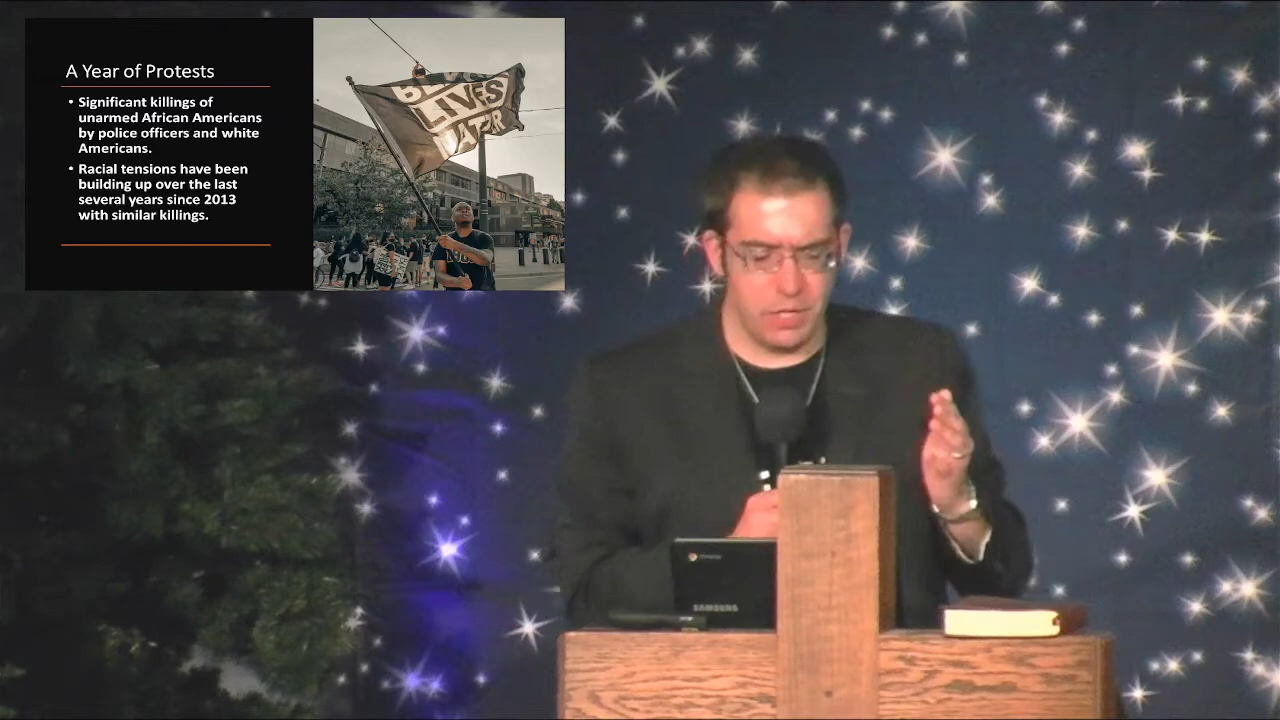 A Year of Protests
• Significant killings of
unarmed African Americans
by police officers and white
Americans.
• Racial tensions have been
building up over the last
several years since 2013
with similar killings.
LIVES
SAMSUNG